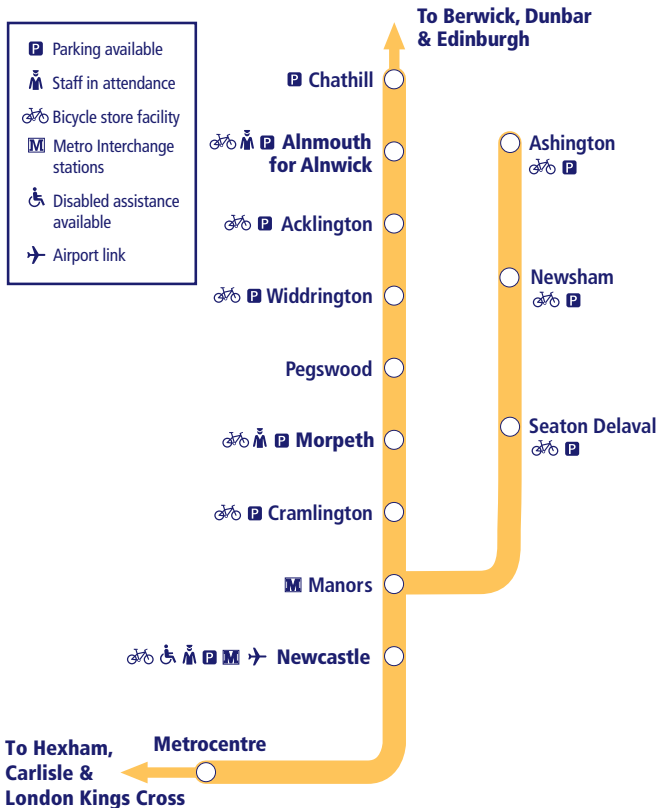 P Parking available
Staff in attendance
Bicycle store facility
M Metro Interchange
stations
Disabled assistance
available
Airport link
To Berwick, Dunbar
& Edinburgh
P Chathill
P Alnmouth
for Alnwick
P Acklington
P Widdrington
Pegswood
P Morpeth
P Cramlington
M Manors
P M Newcastle
Metrocentre
To Hexham,
Carlisle &
London Kings Cross
Ashington
P
Newsham
P
Seaton Delaval
P